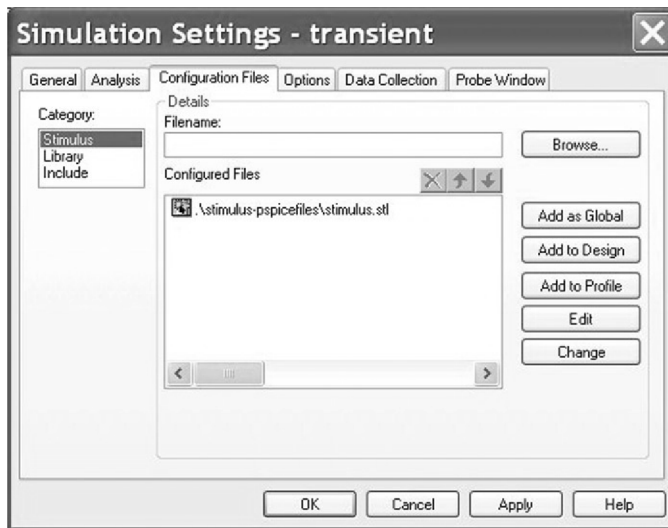 Simulation Settings - transient
General Analysis Configuration Files Options Data Collection Probe Window
Category:
Stimulus
Library
Include
Details
Filename:
Browse...
Configured Files
.\stimulus-pspicefiles\stimulus.stl
Add as Global
Add to Design
Add to Profile
Edit
Change
OK Cancel Apply Help